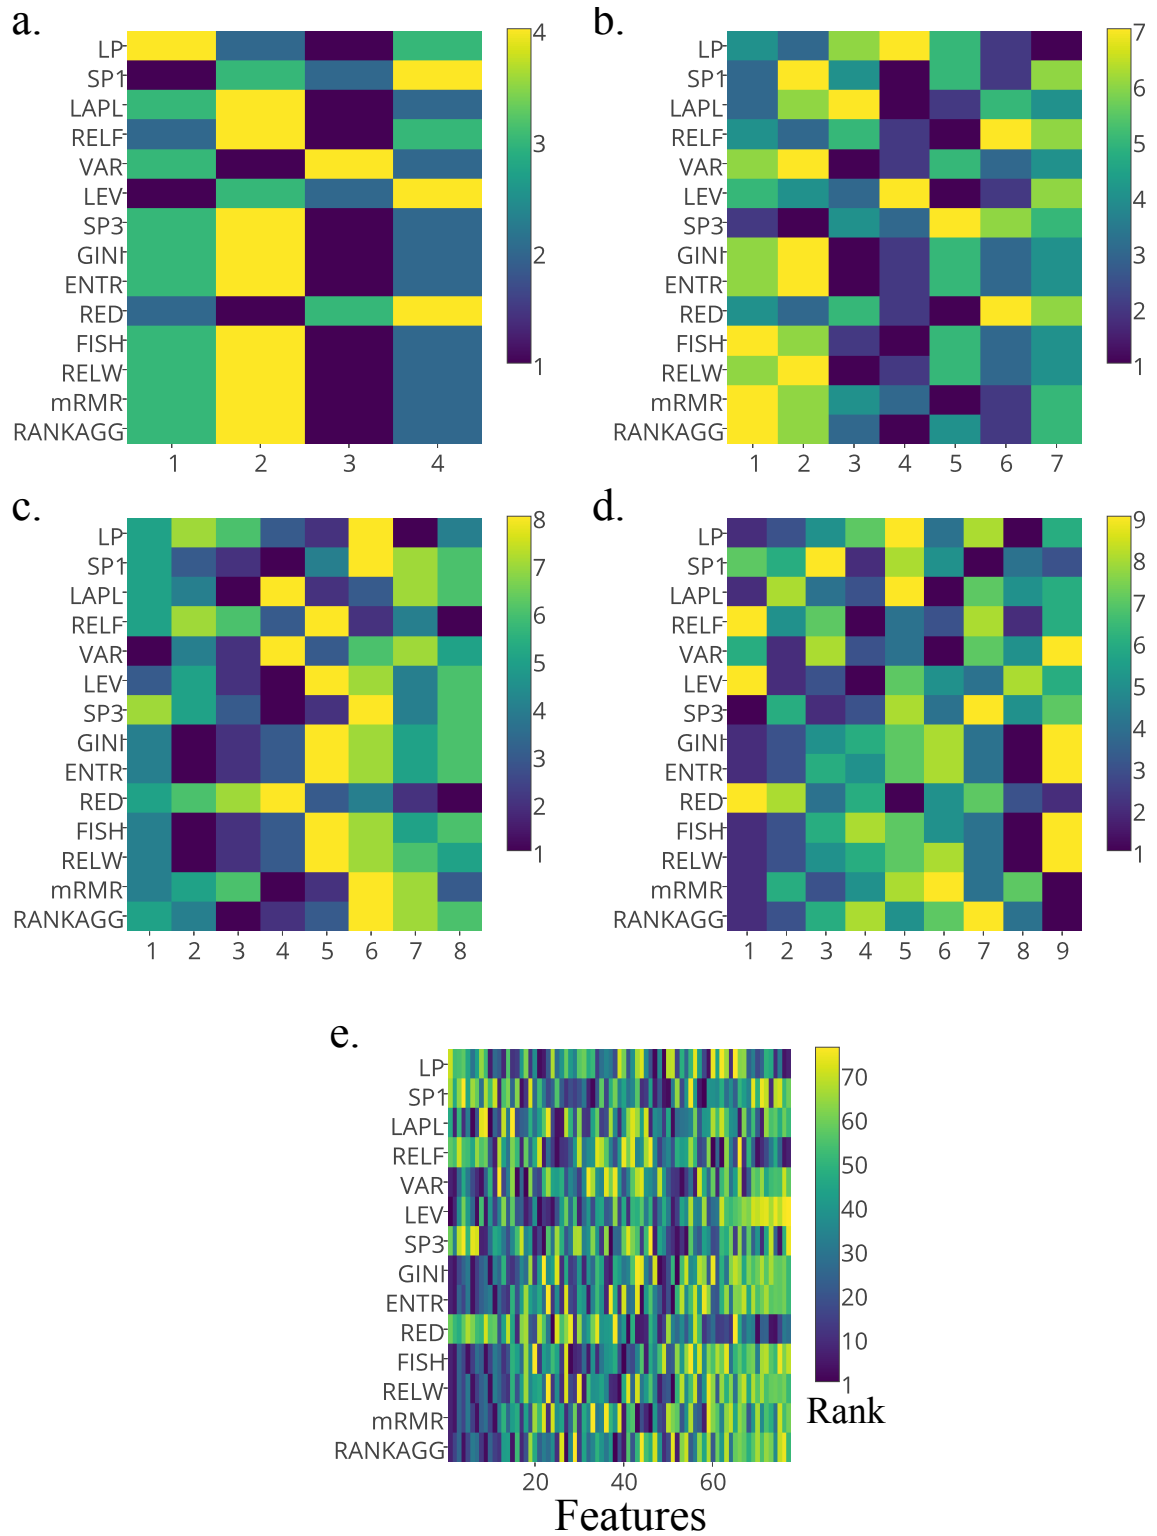 a.
LP
SP1
LAPL
RELF
VAR
LEV
SP3
GINI
ENTR
RED
FISH
RELW
mRMR
RANKAGG
1 2 3 4
4
3
2
1
b.
LP
SP1
LAPL
RELF
VAR
LEV
SP3
GINI
ENTR
RED
FISH
RELW
mRMR
RANKAGG
1 2 3 4 5 6 7
7
6
5
4
3
2
1
c.
LP
SP1
LAPL
RELF
VAR
LEV
SP3
GINI
ENTR
RED
FISH
RELW
mRMR
RANKAGG
1 2 3 4 5 6 7 8
8
7
6
5
4
3
2
1
d.
LP
SP1
LAPL
RELF
VAR
LEV
SP3
GINI
ENTR
RED
FISH
RELW
mRMR
RANKAGG
1 2 3 4 5 6 7 8 9
9
8
7
6
5
4
3
2
1
e.
LP
SP1
LAPL
RELF
VAR
LEV
SP3
GINI
ENTR
RED
FISH
RELW
mRMR
RANKAGG
20 40 60
Features
70
60
50
40
30
20
10
1
Rank